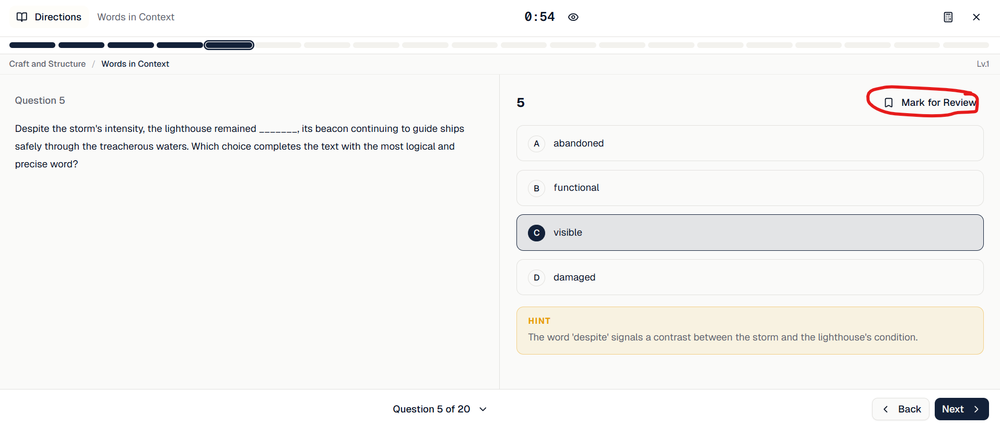 Directions Words in Context 0:54
Craft and Structure / Words in Context Lv.1
Question 5
Despite the storm's intensity, the lighthouse remained _______, its beacon continuing to guide ships
safely through the treacherous waters. Which choice completes the text with the most logical and
precise word?
5 Mark for Review
A abandoned
B functional
C visible
D damaged
HINT
The word 'despite' signals a contrast between the storm and the lighthouse's condition.
Question 5 of 20
Back Next